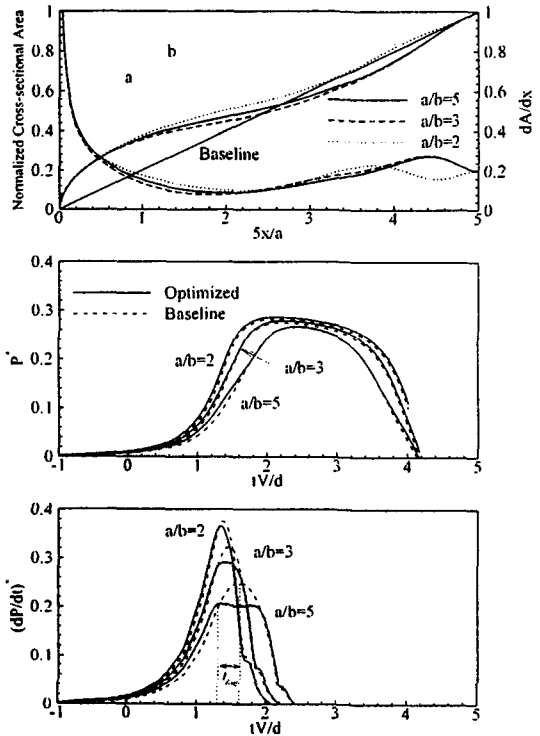 1
1
0.8
0.8
0.6
0.6
0.4
0.4
0.2
0.2
0
0
Normalized Cross-sectional Area
dA/dx
b
a
a/b=5
a/b=3
a/b=2
Baseline
0 1 2 3 4 5
5x/a
0.4
0.3
0.2
0.1
0
P*
Optimized
Baseline
a/b=2
a/b=3
a/b=5
-1 0 1 2 3 4 5
tV/d
0.4
0.3
0.2
0.1
0
(dP/dt)*
a/b=2
a/b=3
a/b=5
-1 0 1 2 3 4 5
tV/d